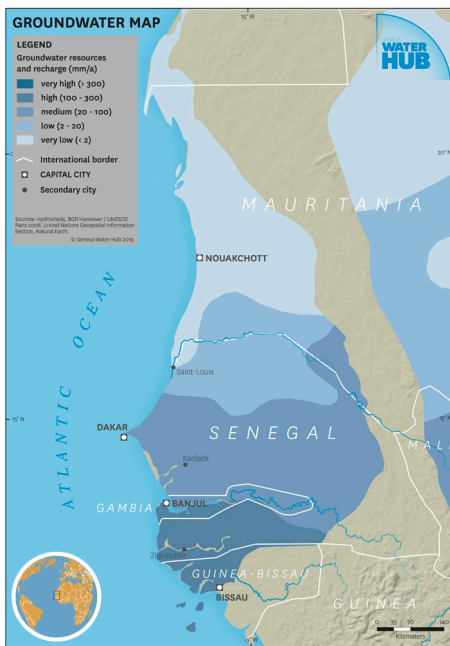 GROUNDWATER MAP
LEGEND
Groundwater resources
and recharge (mm/a)
very high (> 300)
high (100 - 300)
medium (20 - 100)
low (2 - 20)
very low (< 2)
International border
CAPITAL CITY
Secondary city
Sources: Hydrosheds, BGR Hannover / UNESCO
Paris 2008, United Nations Geospatial Information
Section, Natural Earth.
© Geneva Water Hub 2019
15° W
GENEVA
WATER
HUB
20° N
MAURITANIA
NOUAKCHOTT
ATLANTIC OCEAN
Saint-Louis
15° N
DAKAR
SENEGAL
MALI
Kaolack
GAMBIA
BANJUL
Ziguinchor
GUINEA-BISSAU
BISSAU
GUINEA
0 35 70 140
Kilometers
15°W